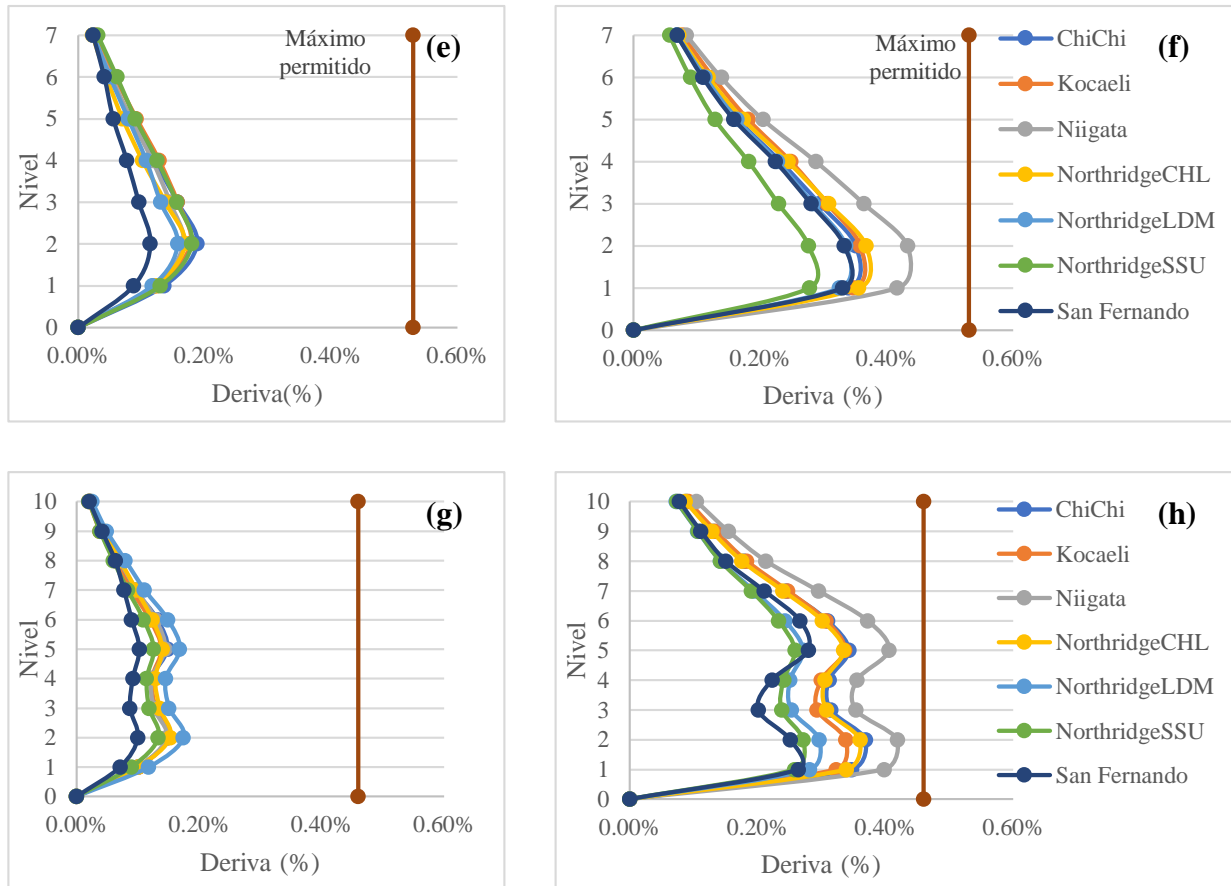 (e)
Máximo
permitido
7
6
5
4
3
2
1
0
Nivel
0.00%
0.20%
0.40%
0.60%
Deriva(%)
(f)
Máximo
permitido
7
6
5
4
3
2
1
0
Nivel
0.00%
0.20%
0.40%
0.60%
Deriva (%)
ChiChi
Kocaeli
Niigata
NorthridgeCHL
NorthridgeLDM
NorthridgeSSU
San Fernando
(g)
10
9
8
7
6
5
4
3
2
1
0
Nivel
0.00%
0.20%
0.40%
0.60%
Deriva (%)
(h)
10
9
8
7
6
5
4
3
2
1
0
Nivel
0.00%
0.20%
0.40%
0.60%
Deriva (%)
ChiChi
Kocaeli
Niigata
NorthridgeCHL
NorthridgeLDM
NorthridgeSSU
San Fernando